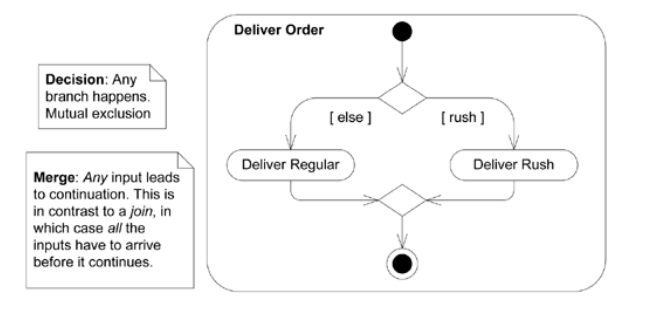 Deliver Order
Decision: Any
branch happens.
Mutual exclusion
[ else ]
[ rush ]
Deliver Regular
Deliver Rush
Merge: Any input leads
to continuation. This is
in contrast to a join, in
which case all the
inputs have to arrive
before it continues.